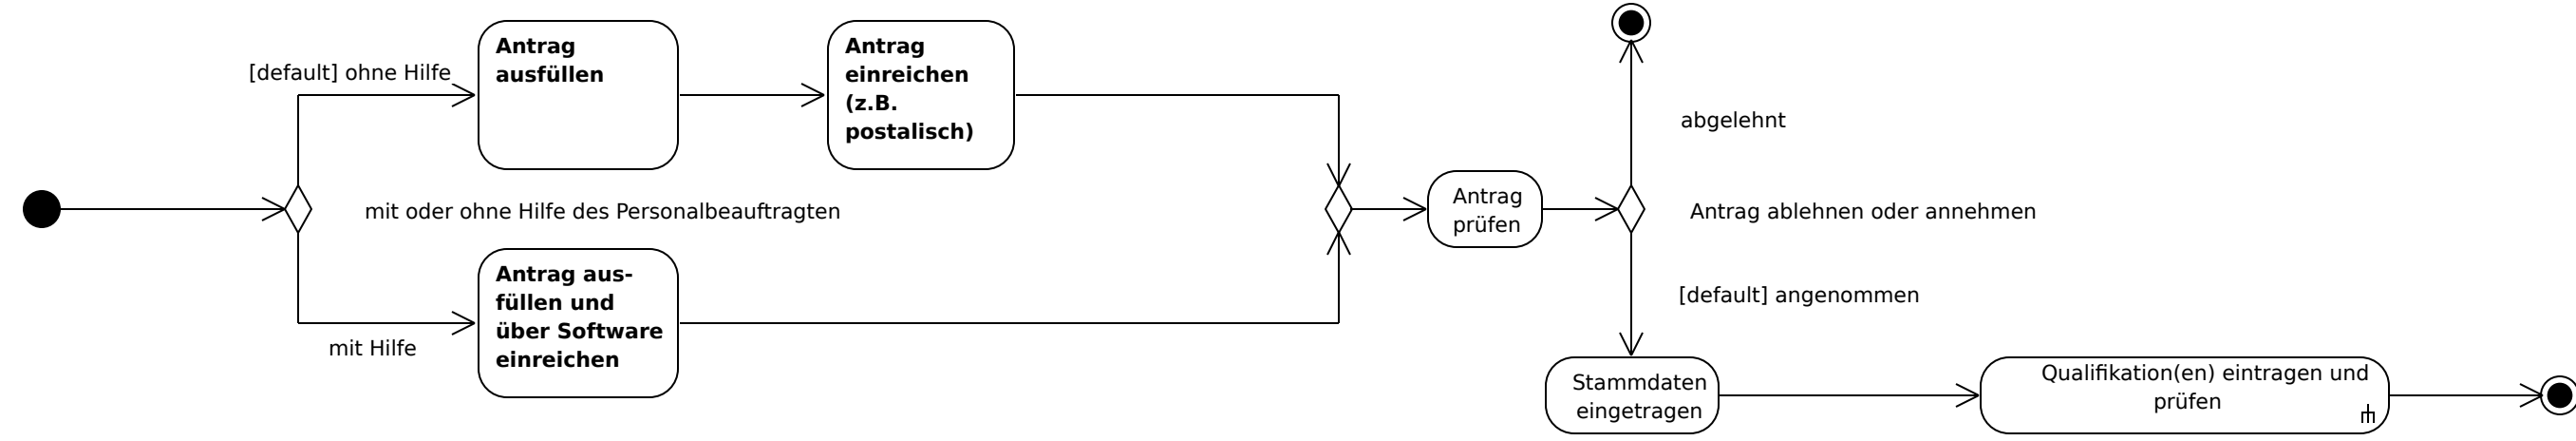 [default] ohne Hilfe
Antrag
ausfüllen
Antrag
einreichen
(z.B.
postalisch)
mit oder ohne Hilfe des Personalbeauftragten
mit Hilfe
Antrag aus-
füllen und
über Software
einreichen
Antrag
prüfen
abgelehnt
Antrag ablehnen oder annehmen
[default] angenommen
Stammdaten
eingetragen
Qualifikation(en) eintragen und
prüfen